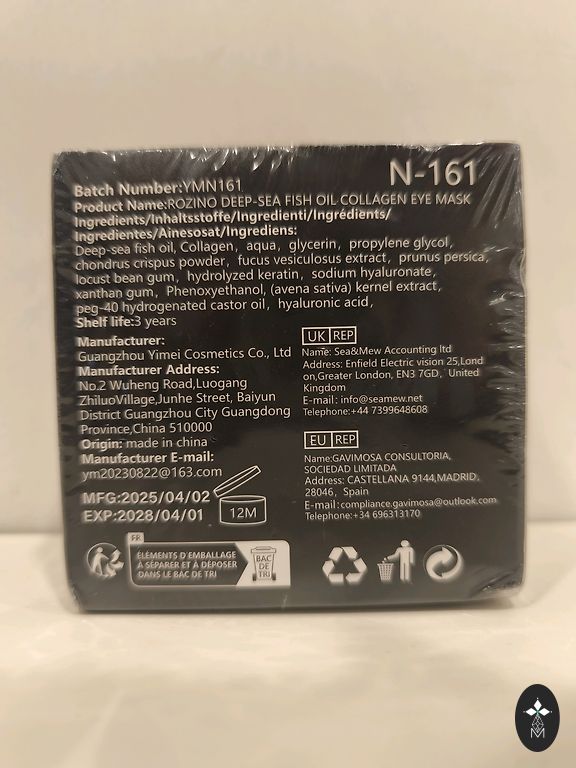 N-161
Batch Number:YMN161
Product Name:ROZINO DEEP-SEA FISH OIL COLLAGEN EYE MASK
Ingredients/Inhaltsstoffe/Ingredienti/Ingrédients/
Ingredientes/Ainesosat/Ingrediens:
Deep-sea fish oil, Collagen, aqua, glycerin, propylene glycol,
chondrus crispus powder, fucus vesiculosus extract, prunus persica,
locust bean gum, hydrolyzed keratin, sodium hyaluronate,
xanthan gum, Phenoxyethanol, (avena sativa) kernel extract,
peg-40 hydrogenated castor oil, hyaluronic acid,
Shelf life:3 years
Manufacturer:
Guangzhou Yimei Cosmetics Co., Ltd
Manufacturer Address:
No.2 Wuheng Road,Luogang
ZhiluoVillage,Junhe Street, Baiyun
District Guangzhou City Guangdong
Province,China 510000
Origin: made in china
Manufacturer E-mail:
ym20230822@163.com
MFG:2025/04/02
EXP:2028/04/01
12M
UK REP
Name: Sea&Mew Accounting ltd
Address: Enfield Electric vision 25,Lond
on,Greater London, EN3 7GD, United
Kingdom
E-mail: info@seamew.net
Telephone:+44 7399648608
EU REP
Name:GAVIMOSA CONSULTORIA,
SOCIEDAD LIMITADA
Address: CASTELLANA 9144,MADRID,
28046, Spain
E-mail:compliance.gavimosa@outlook.com
Telephone:+34 696313170
FR
ÉLÉMENTS D'EMBALLAGE
À SÉPARER ET À DÉPOSER
DANS LE BAC DE TRI
BAC
DE
TRI
M